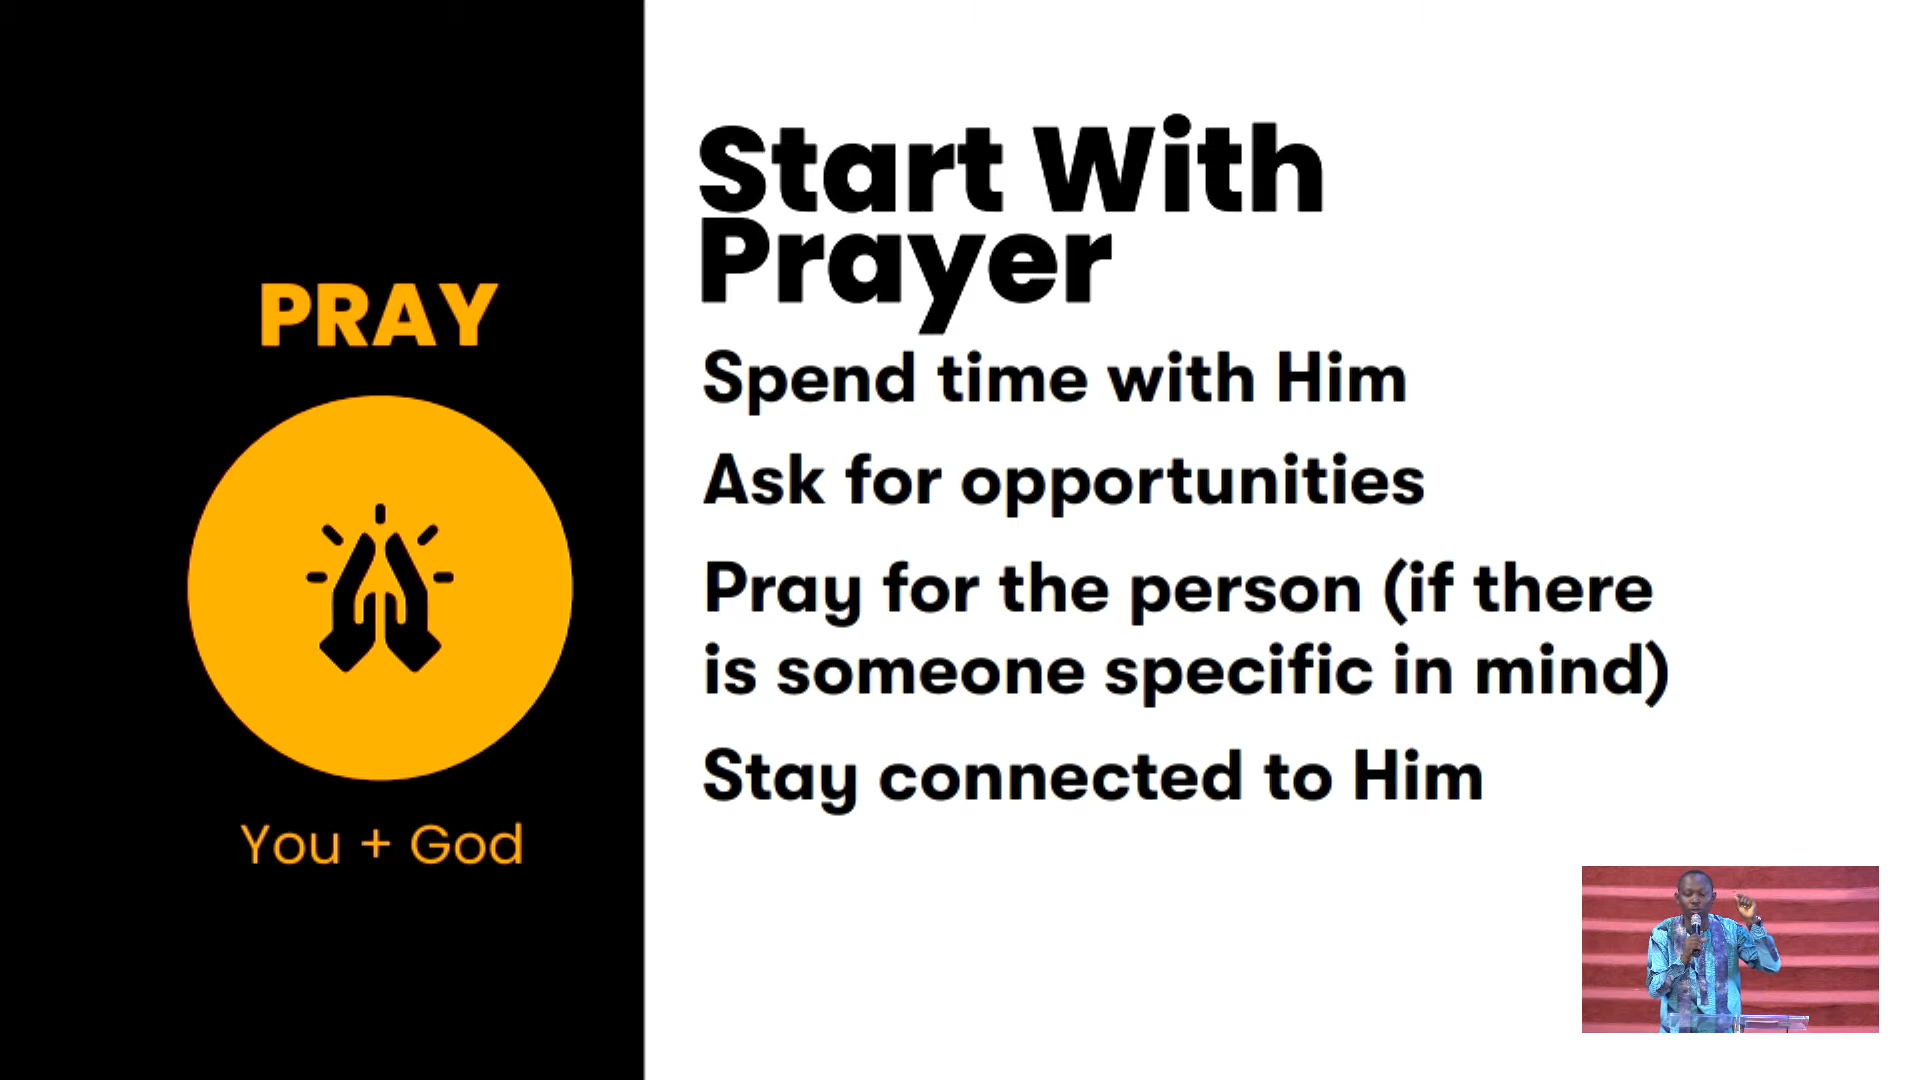 PRAY
You + God
Start With
Prayer
Spend time with Him
Ask for opportunities
Pray for the person (if there
is someone specific in mind)
Stay connected to Him